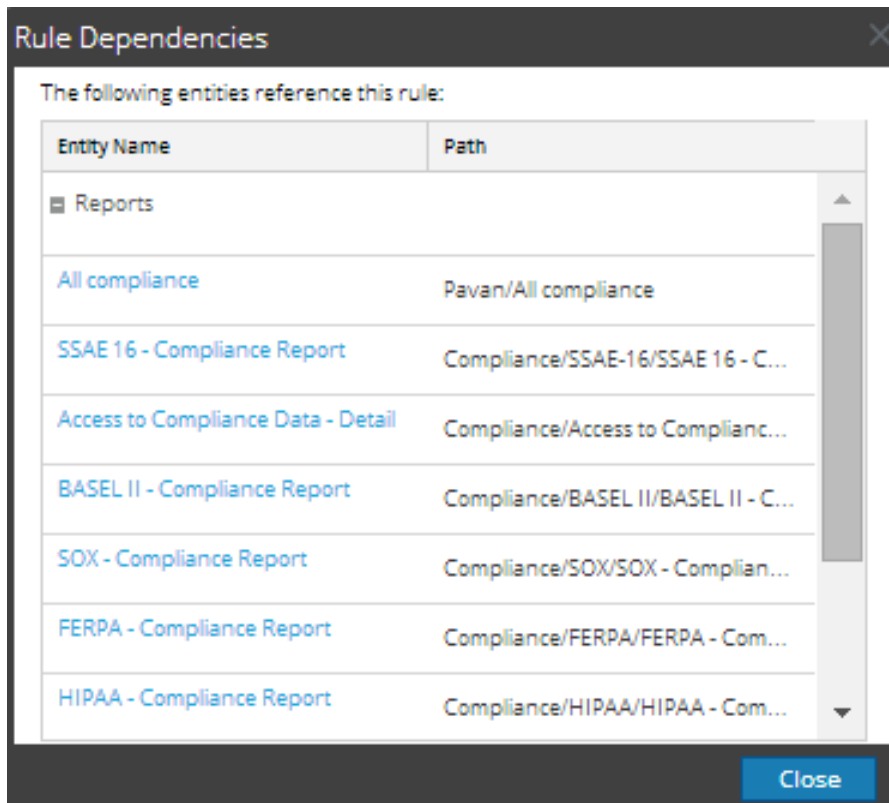 Rule Dependencies
The following entities reference this rule:
Entity Name Path
Reports
All compliance Pavan/All compliance
SSAE 16 - Compliance Report Compliance/SSAE-16/SSAE 16 - C...
Access to Compliance Data - Detail Compliance/Access to Complianc...
BASEL II - Compliance Report Compliance/BASEL II/BASEL II - C...
SOX - Compliance Report Compliance/SOX/SOX - Complian...
FERPA - Compliance Report Compliance/FERPA/FERPA - Com...
HIPAA - Compliance Report Compliance/HIPAA/HIPAA - Com...
Close